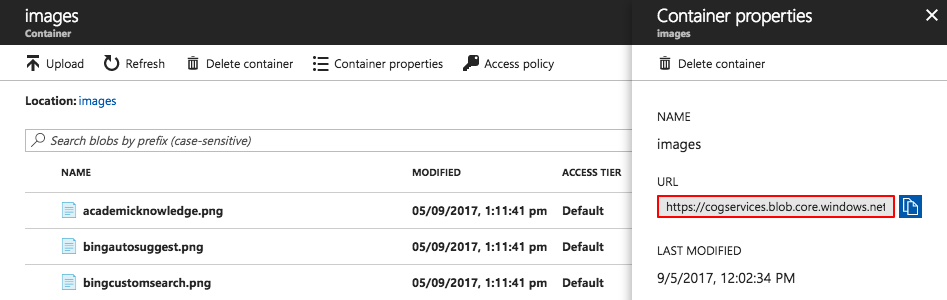 images
Container
Upload Refresh Delete container Container properties Access policy
Location: images
Search blobs by prefix (case-sensitive)
NAME MODIFIED ACCESS TIER
academicknowledge.png 05/09/2017, 1:11:41 pm Default
bingautosuggest.png 05/09/2017, 1:11:41 pm Default
bingcustomsearch.png 05/09/2017, 1:11:41 pm Default
Container properties
images
Delete container
NAME
images
URL
https://cogservices.blob.core.windows.net
LAST MODIFIED
9/5/2017, 12:02:34 PM